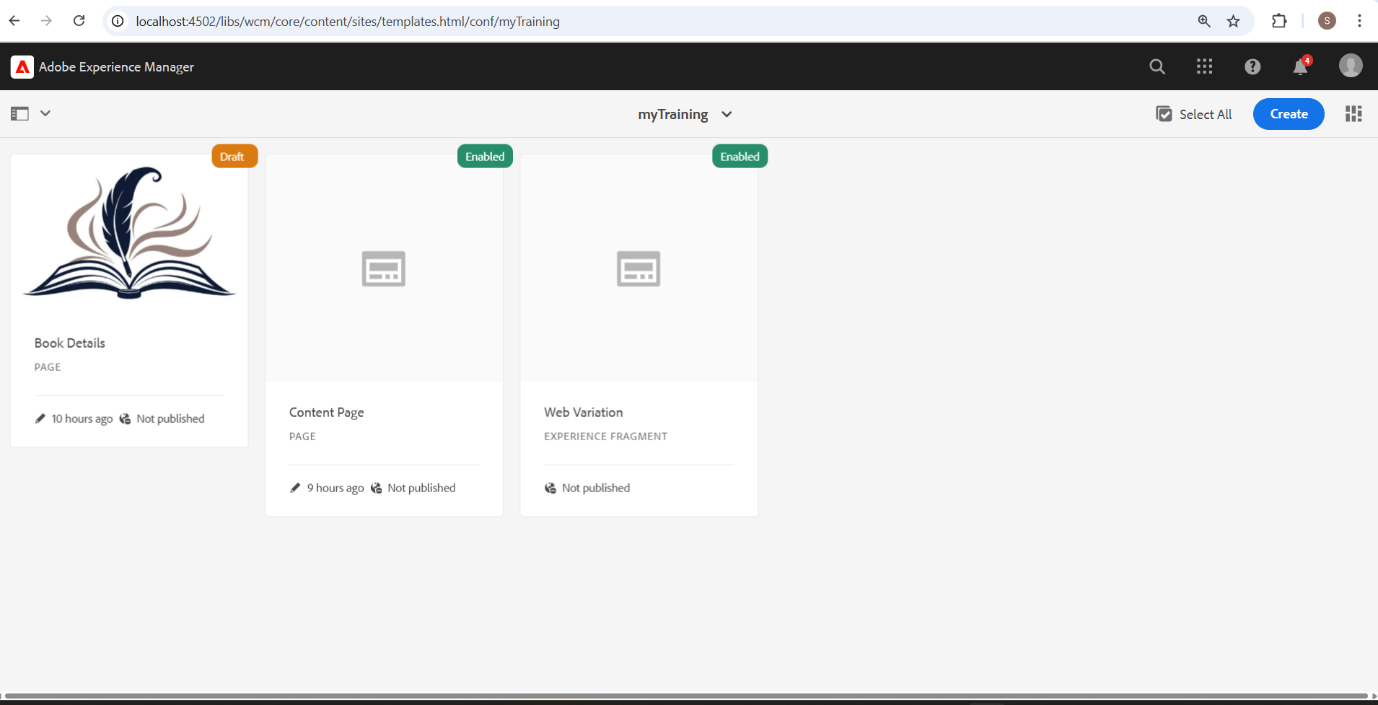 localhost:4502/libs/wcm/core/content/sites/templates.html/conf/myTraining
S
Adobe Experience Manager
4
myTraining
Select All
Create
Draft
Book Details
PAGE
10 hours ago Not published
Enabled
Content Page
PAGE
9 hours ago Not published
Enabled
Web Variation
EXPERIENCE FRAGMENT
Not published